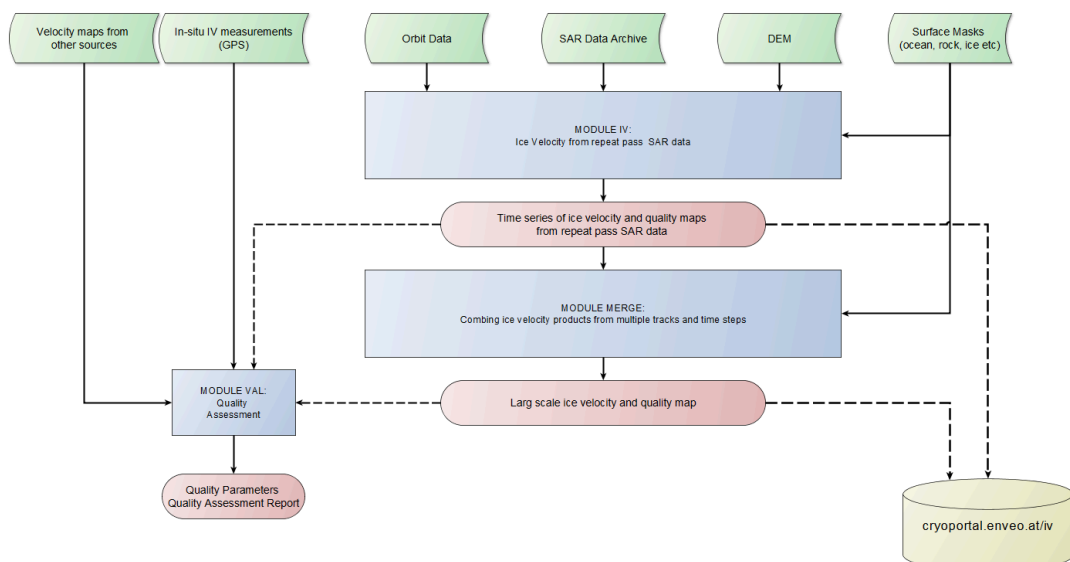 Velocity maps from
other sources
In-situ IV measurements
(GPS)
Orbit Data
SAR Data Archive
DEM
Surface Masks
(ocean, rock, ice etc)
MODULE IV:
Ice Velocity from repeat pass SAR data
Time series of ice velocity and quality maps
from repeat pass SAR data
MODULE MERGE:
Combing ice velocity products from multiple tracks and time steps
MODULE VAL:
Quality
Assessment
Larg scale ice velocity and quality map
Quality Parameters
Quality Assessment Report
cryoportal.enveo.at/iv